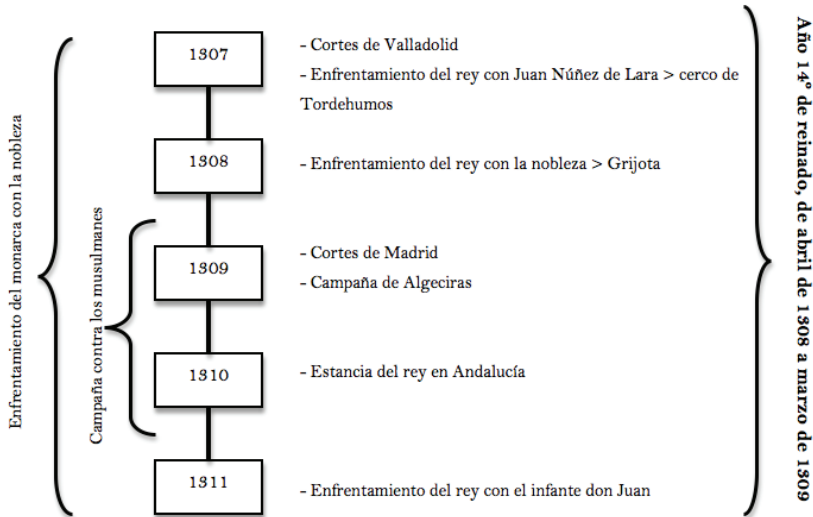 Enfrentamiento del monarca con la nobleza
Campaña contra los musulmanes
1307
- Cortes de Valladolid
- Enfrentamiento del rey con Juan Núñez de Lara > cerco de
Tordehumos
1308
- Enfrentamiento del rey con la nobleza > Grijota
1309
- Cortes de Madrid
- Campaña de Algeciras
1310
- Estancia del rey en Andalucía
1311
- Enfrentamiento del rey con el infante don Juan
Año 14º de reinado, de abril de 1308 a marzo de 1309